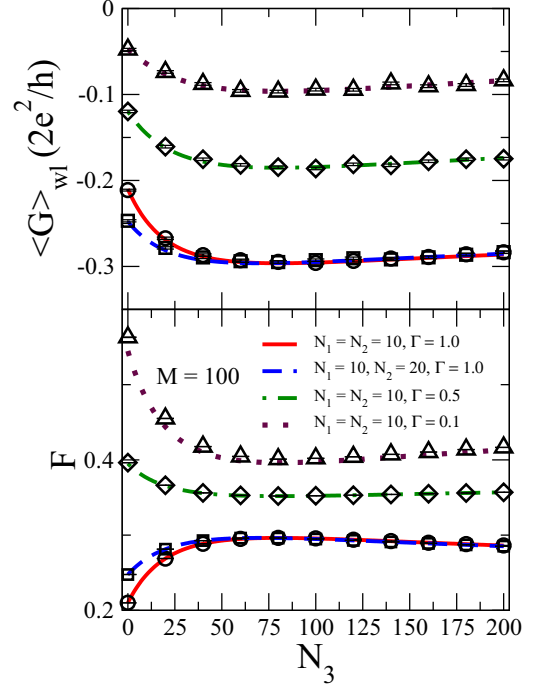 0
-0.1
-0.2
-0.3
<G>wl (2e²/h)
N₁ = N₂ = 10, Γ = 1.0
N₁ = 10, N₂ = 20, Γ = 1.0
N₁ = N₂ = 10, Γ = 0.5
N₁ = N₂ = 10, Γ = 0.1
M = 100
0.4
0.2
F
0 25 50 75 100 125 150 175 200
N₃